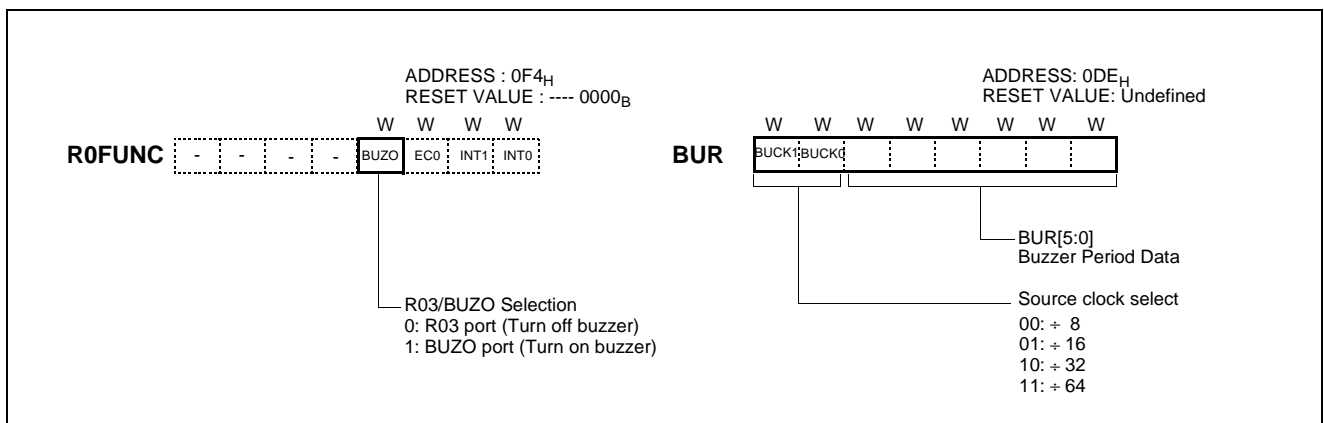 ADDRESS : 0F4H
RESET VALUE : ---- 0000B
W W W W
R0FUNC - - - - BUZO EC0 INT1 INT0
R03/BUZO Selection
0: R03 port (Turn off buzzer)
1: BUZO port (Turn on buzzer)
ADDRESS: 0DEH
RESET VALUE: Undefined
W W W W W W W W
BUR BUCK1 BUCK0
BUR[5:0]
Buzzer Period Data
Source clock select
00: ÷ 8
01: ÷ 16
10: ÷ 32
11: ÷ 64